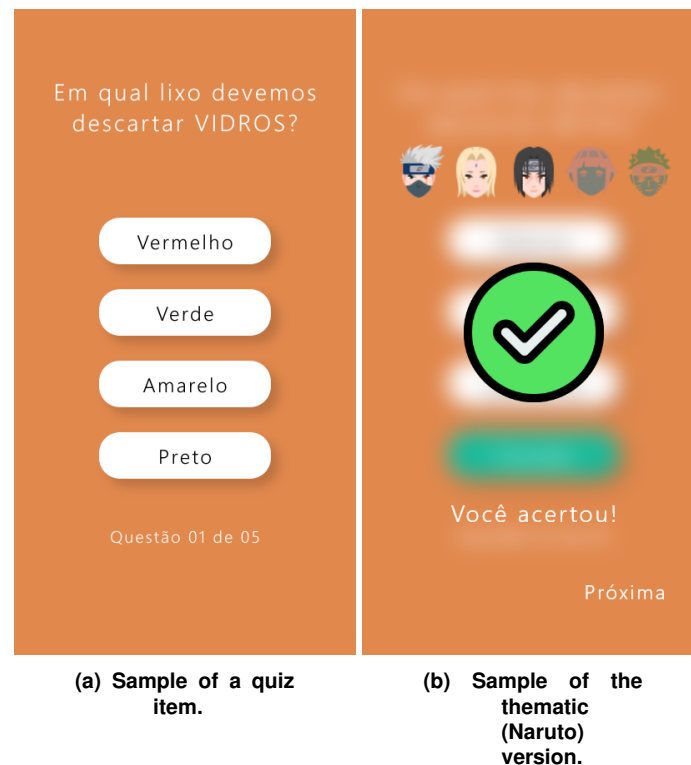 Em qual lixo devemos
descartar VIDROS?
Vermelho
Verde
Amarelo
Preto
Questão 01 de 05
Você acertou!
Próxima
(a) Sample of a quiz
item.
(b) Sample of the
thematic
(Naruto)
version.